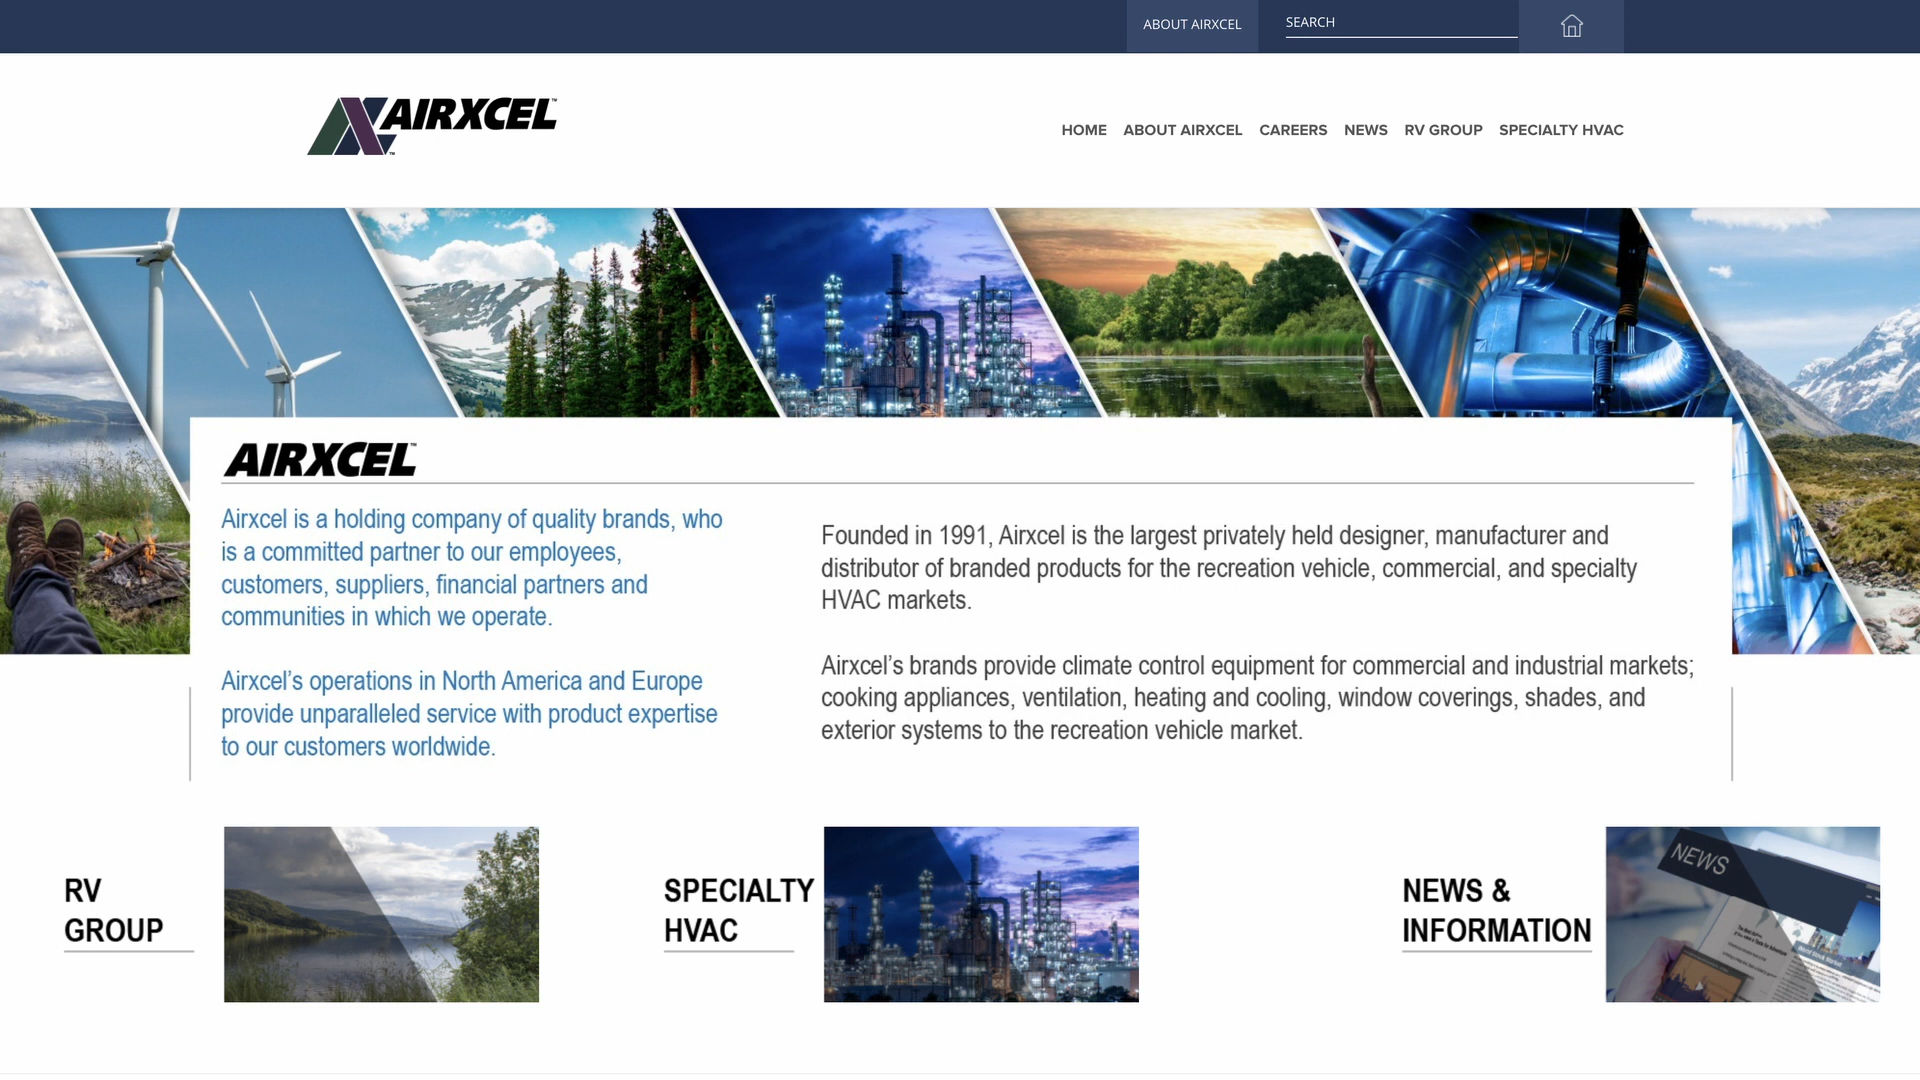 ABOUT AIRXCEL
SEARCH
AIRXCEL™
HOME ABOUT AIRXCEL CAREERS NEWS RV GROUP SPECIALTY HVAC
AIRXCEL™
Airxcel is a holding company of quality brands, who
is a committed partner to our employees,
customers, suppliers, financial partners and
communities in which we operate.
Airxcel’s operations in North America and Europe
provide unparalleled service with product expertise
to our customers worldwide.
Founded in 1991, Airxcel is the largest privately held designer, manufacturer and
distributor of branded products for the recreation vehicle, commercial, and specialty
HVAC markets.
Airxcel’s brands provide climate control equipment for commercial and industrial markets;
cooking appliances, ventilation, heating and cooling, window coverings, shades, and
exterior systems to the recreation vehicle market.
RV
GROUP
SPECIALTY
HVAC
NEWS &
INFORMATION
NEWS